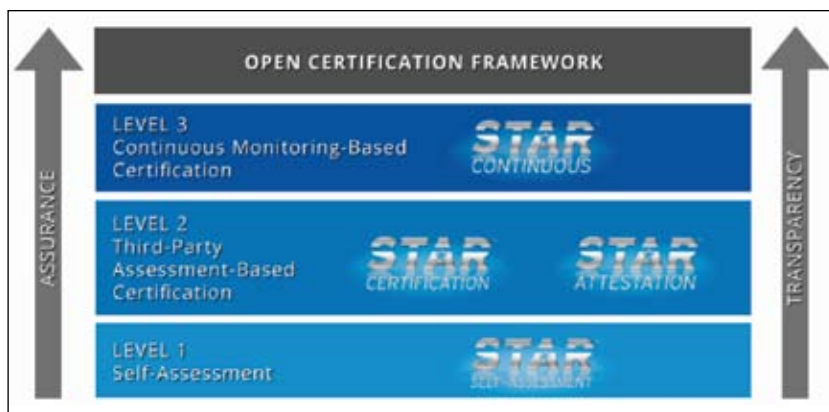 OPEN CERTIFICATION FRAMEWORK
ASSURANCE
TRANSPARENCY
LEVEL 3
Continuous Monitoring-Based
Certification
STAR
CONTINUOUS
LEVEL 2
Third-Party
Assessment-Based
Certification
STAR
CERTIFICATION
STAR
ATTESTATION
LEVEL 1
Self-Assessment
STAR
SELF-ASSESSMENT